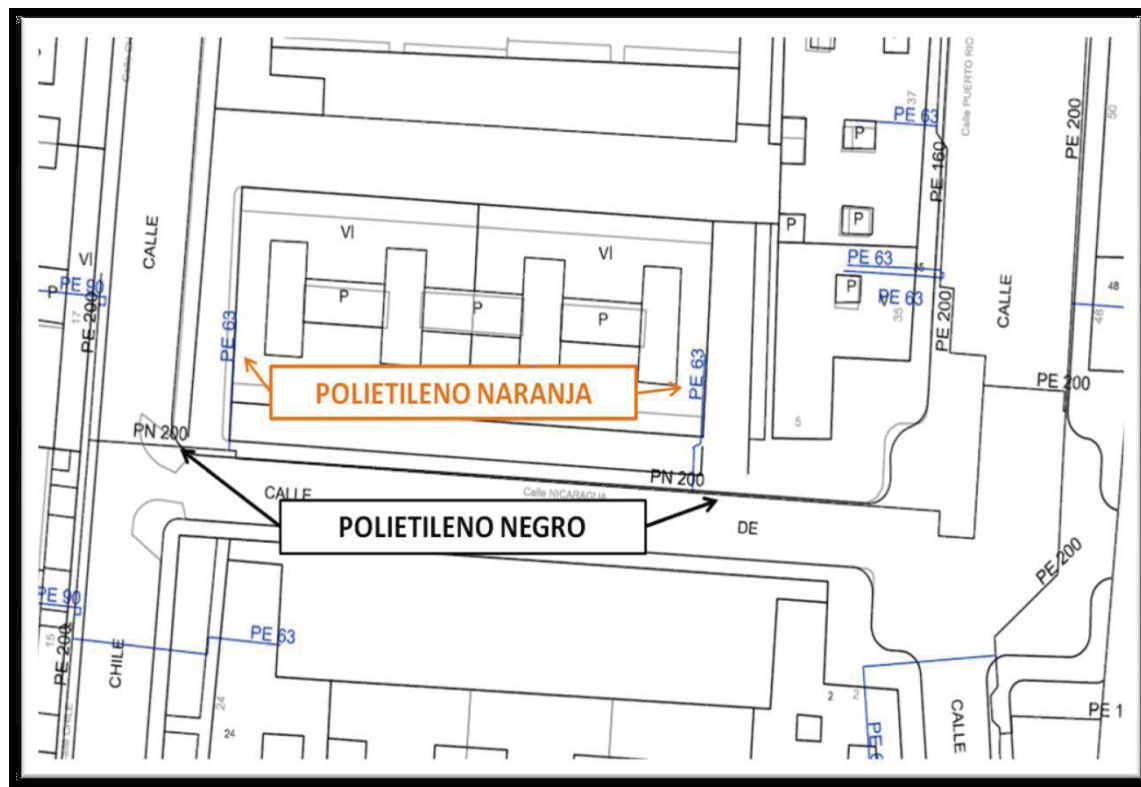 37
Calle PUERTO RIC
50
PE 63
P
PE 160
PE 200
CALLE
VI
VI
P
P
PE 63
VI
PE 90
P
17
PE 200
P
P
P
P
PE 63
35
PE 200
CALLE
48
48
PE 63
PE 63
POLIETILENO NARANJA
PE 200
5
PN 200
PN 200
CALLE
Calle NICARAGUA
POLIETILENO NEGRO
DE
PE 200
PE 90
15
PE 200
CHILE
PE 63
24
24
2
2
CALLE
PE 1